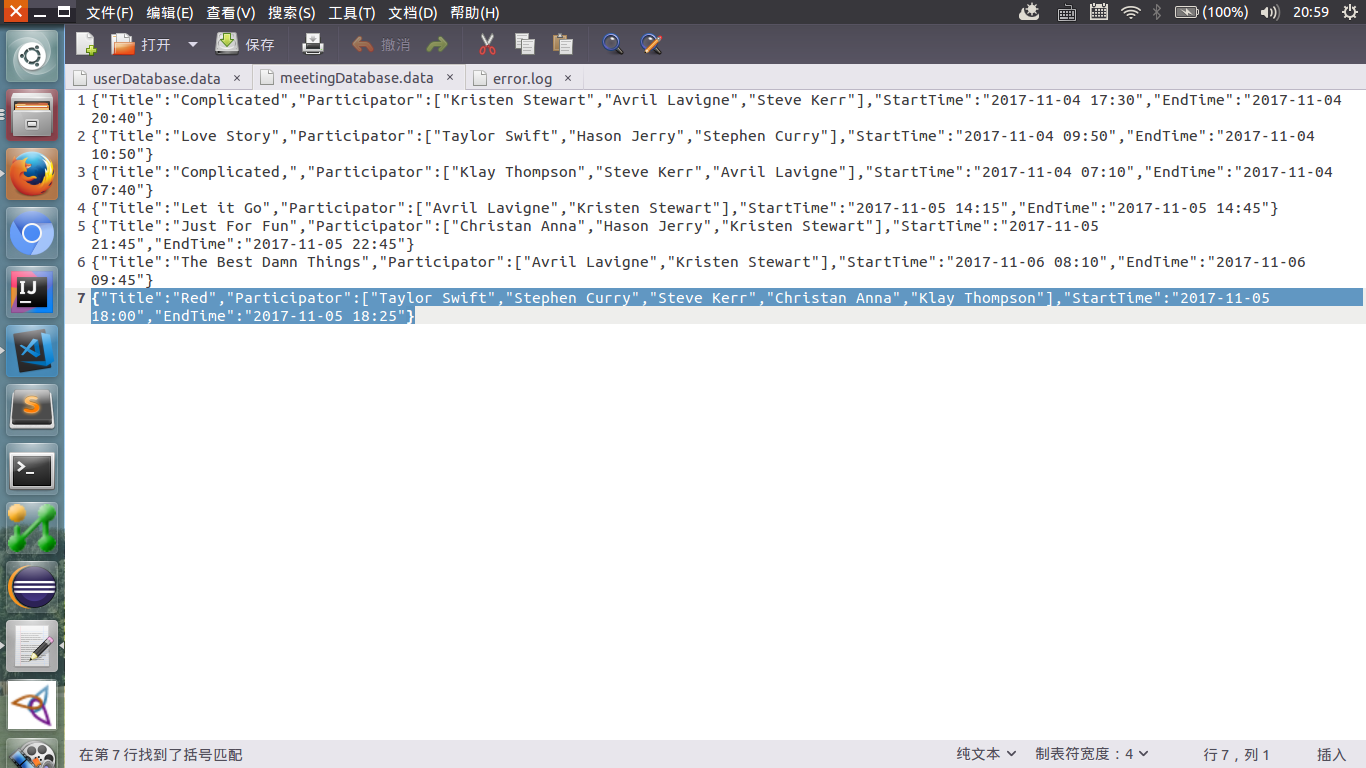 文件(F) 编辑(E) 查看(V) 搜索(S) 工具(T) 文档(D) 帮助(H) (100%) 20:59
打开 保存 撤消
userDatabase.data × meetingDatabase.data × error.log ×
1 {"Title":"Complicated","Participator":["Kristen Stewart","Avril Lavigne","Steve Kerr"],"StartTime":"2017-11-04 17:30","EndTime":"2017-11-04
20:40"}
2 {"Title":"Love Story","Participator":["Taylor Swift","Hason Jerry","Stephen Curry"],"StartTime":"2017-11-04 09:50","EndTime":"2017-11-04
10:50"}
3 {"Title":"Complicated,","Participator":["Klay Thompson","Steve Kerr","Avril Lavigne"],"StartTime":"2017-11-04 07:10","EndTime":"2017-11-04
07:40"}
4 {"Title":"Let it Go","Participator":["Avril Lavigne","Kristen Stewart"],"StartTime":"2017-11-05 14:15","EndTime":"2017-11-05 14:45"}
5 {"Title":"Just For Fun","Participator":["Christan Anna","Hason Jerry","Kristen Stewart"],"StartTime":"2017-11-05
21:45","EndTime":"2017-11-05 22:45"}
6 {"Title":"The Best Damn Things","Participator":["Avril Lavigne","Kristen Stewart"],"StartTime":"2017-11-06 08:10","EndTime":"2017-11-06
09:45"}
7 {"Title":"Red","Participator":["Taylor Swift","Stephen Curry","Steve Kerr","Christan Anna","Klay Thompson"],"StartTime":"2017-11-05
18:00","EndTime":"2017-11-05 18:25"}
IJ
S
>_
在第 7 行找到了括号匹配 纯文本 制表符宽度：4 行 7，列 1 插入